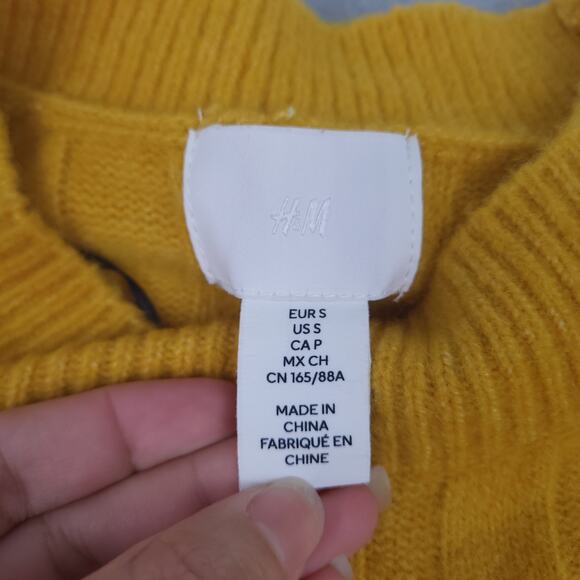 H&M
EUR S
US S
CA P
MX CH
CN 165/88A
MADE IN
CHINA
FABRIQUÉ EN
CHINE